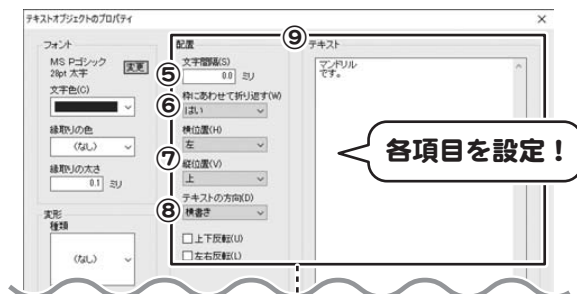 テキストオブジェクトのプロパティ
フォント
MS Pゴシック
28pt 太字
変更
文字色(C)
縁取りの色
(なし)
縁取りの太さ
0.1 ミリ
変形
種類
(なし)
配置
⑤
文字間隔(S)
0.0 ミリ
⑥
枠にあわせて折り返す(W)
はい
横位置(H)
左
⑦
縦位置(V)
上
テキストの方向(D)
⑧
横書き
上下反転(U)
左右反転(L)
⑨
テキスト
マンドリル
です。
各項目を設定!